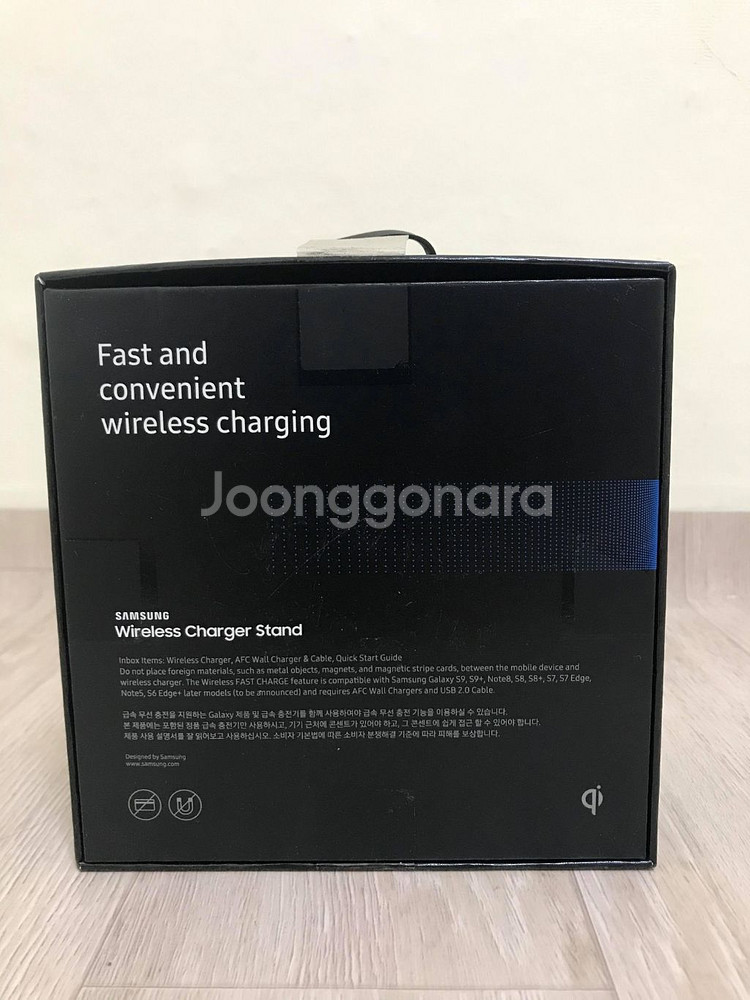 Fast and
convenient
wireless charging
Joonggonara
SAMSUNG
Wireless Charger Stand
Inbox Items: Wireless Charger, AFC Wall Charger & Cable, Quick Start Guide
Do not place foreign materials, such as metal objects, magnets, and magnetic stripe cards, between the mobile device and
wireless charger. The Wireless FAST CHARGE feature is compatible with Samsung Galaxy S9, S9+, Note8, S8, S8+, S7, S7 Edge,
Note5, S6 Edge+ later models (to be announced) and requires AFC Wall Chargers and USB 2.0 Cable.
급속 무선 충전을 지원하는 Galaxy 제품 및 급속 충전기를 함께 사용하여야 급속 무선 충전 기능을 이용하실 수 있습니다.
본 제품에는 포함된 정품 급속 충전기만 사용하시고, 기기 근처에 콘센트가 있어야 하고, 그 콘센트에 쉽게 접근 할 수 있어야 합니다.
제품 사용 설명서를 잘 읽어보고 사용하십시오. 소비자 기본법에 따른 소비자 분쟁해결 기준에 따라 피해를 보상합니다.
Designed by Samsung
www.samsung.com
qi